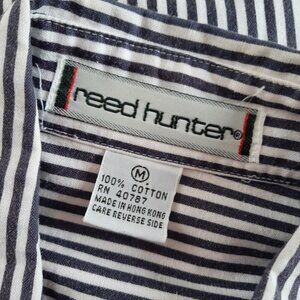 reed hunter®
M
100% COTTON
RN 40787
MADE IN HONG KONG
CARE REVERSE SIDE